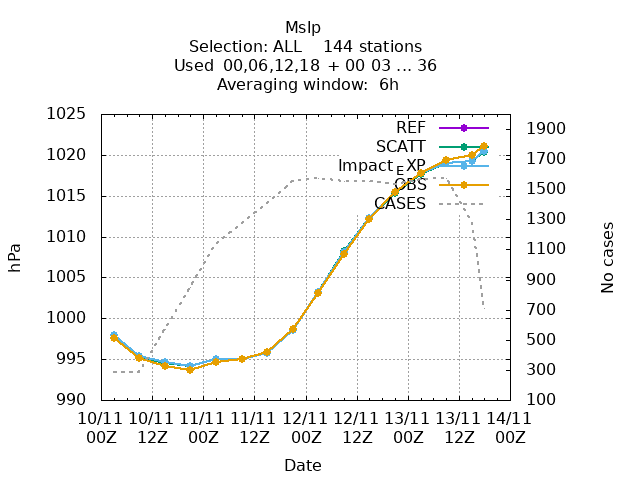 Mslp
Selection: ALL 144 stations
Used 00,06,12,18 + 00 03 ... 36
Averaging window: 6h
1025
1020
1015
1010
1005
1000
995
990
hPa
REF
SCATT
Impact_EXP
OBS
CASES
1900
1700
1500
1300
1100
900
700
500
300
100
No cases
10/11 10/11 11/11 11/11 12/11 12/11 13/11 13/11 14/11
00Z 12Z 00Z 12Z 00Z 12Z 00Z 12Z 00Z
Date